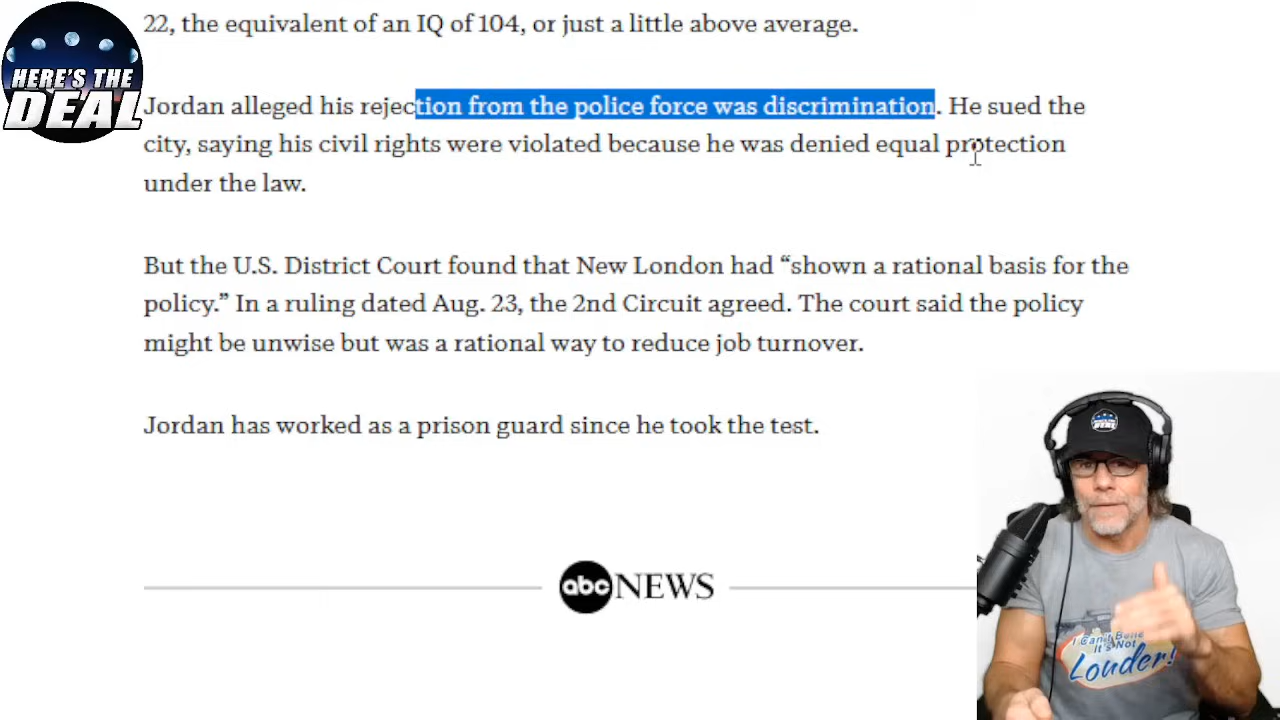 22, the equivalent of an IQ of 104, or just a little above average.
HERE'S THE
DEAL
Jordan alleged his rejection from the police force was discrimination. He sued the
city, saying his civil rights were violated because he was denied equal protection
under the law.
But the U.S. District Court found that New London had “shown a rational basis for the
policy.” In a ruling dated Aug. 23, the 2nd Circuit agreed. The court said the policy
might be unwise but was a rational way to reduce job turnover.
Jordan has worked as a prison guard since he took the test.
abc NEWS
I Can't
It's Not
Louder!